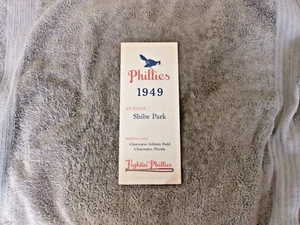 Phillies
1949
Shibe Park
Clearwater Athletic Field
Clearwater, Florida
Fightin' Phillies